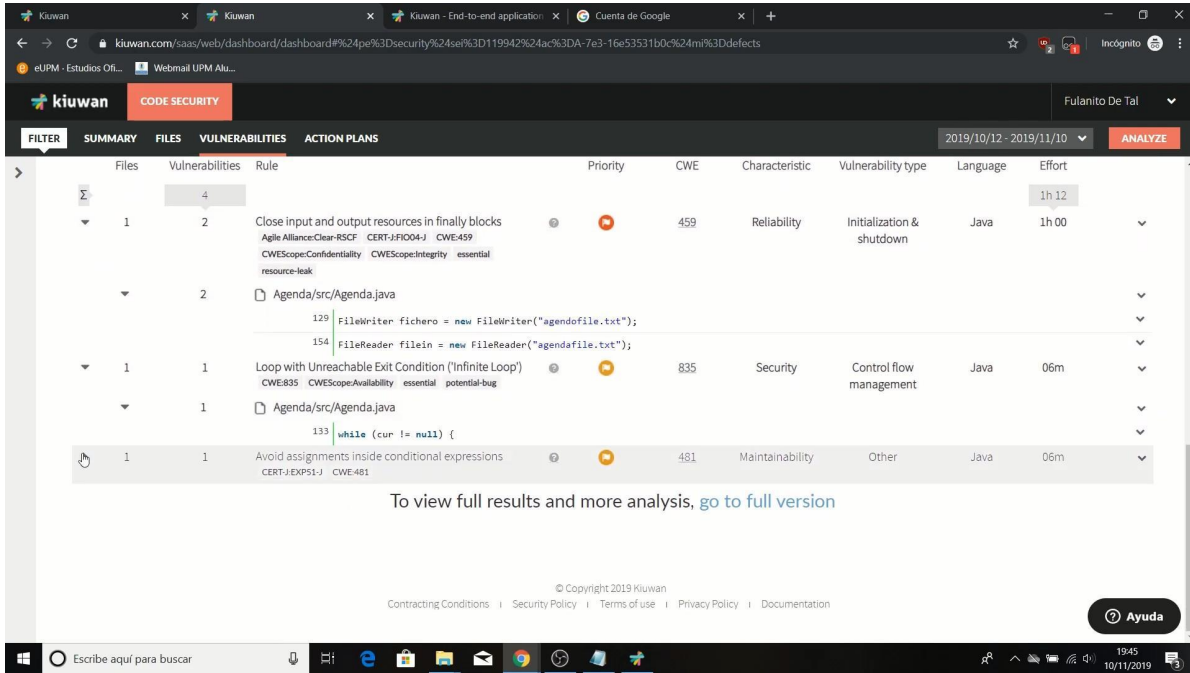 Kiuwan
Kiuwan
Kiuwan - End-to-end application
Cuenta de Google
kiuwan.com/saas/web/dashboard/dashboard#%24pe%3Dsecurity%24sei%3D119942%24ac%3DA-7e3-16e53531b0c%24mi%3Ddefects
2
1
Incógnito
eUPM - Estudios Ofi...
Webmail UPM Alu...
kiuwan
CODE SECURITY
Fulanito De Tal
FILTER SUMMARY FILES VULNERABILITIES ACTION PLANS 2019/10/12 - 2019/11/10 ANALYZE
Files Vulnerabilities Rule Priority CWE Characteristic Vulnerability type Language Effort
Σ 4 1h 12
1 2 Close input and output resources in finally blocks 459 Reliability Initialization & Java 1h 00
shutdown
Agile Alliance:Clear-RSCF CERT-J:FIO04-J CWE:459
CWEScope:Confidentiality CWEScope:Integrity essential
resource-leak
2 Agenda/src/Agenda.java
129 FileWriter fichero = new FileWriter("agendofile.txt");
154 FileReader filein = new FileReader("agendafile.txt");
1 1 Loop with Unreachable Exit Condition ('Infinite Loop') 835 Security Control flow Java 06m
management
CWE:835 CWEScope:Availability essential potential-bug
1 Agenda/src/Agenda.java
133 while (cur != null) {
1 1 Avoid assignments inside conditional expressions 481 Maintainability Other Java 06m
CERT-J:EXP51-J CWE:481
To view full results and more analysis, go to full version
© Copyright 2019 Kiuwan
Contracting Conditions | Security Policy | Terms of use | Privacy Policy | Documentation
? Ayuda
Escribe aquí para buscar
19:45
10/11/2019
3